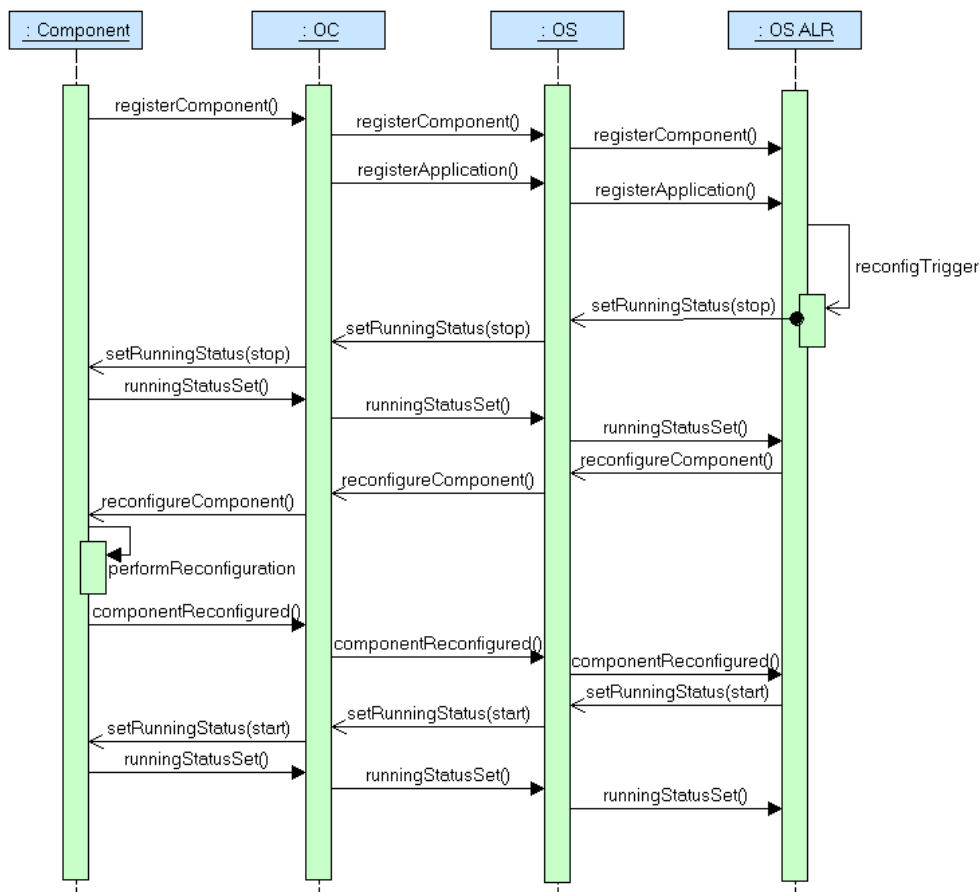 : Component
: OC
: OS
: OS ALR
registerComponent()
registerComponent()
registerComponent()
registerApplication()
registerApplication()
reconfigTrigger
setRunningStatus(stop)
setRunningStatus(stop)
setRunningStatus(stop)
runningStatusSet()
runningStatusSet()
runningStatusSet()
reconfigureComponent()
reconfigureComponent()
reconfigureComponent()
performReconfiguration
componentReconfigured()
componentReconfigured()
componentReconfigured()
setRunningStatus(start)
setRunningStatus(start)
setRunningStatus(start)
runningStatusSet()
runningStatusSet()
runningStatusSet()